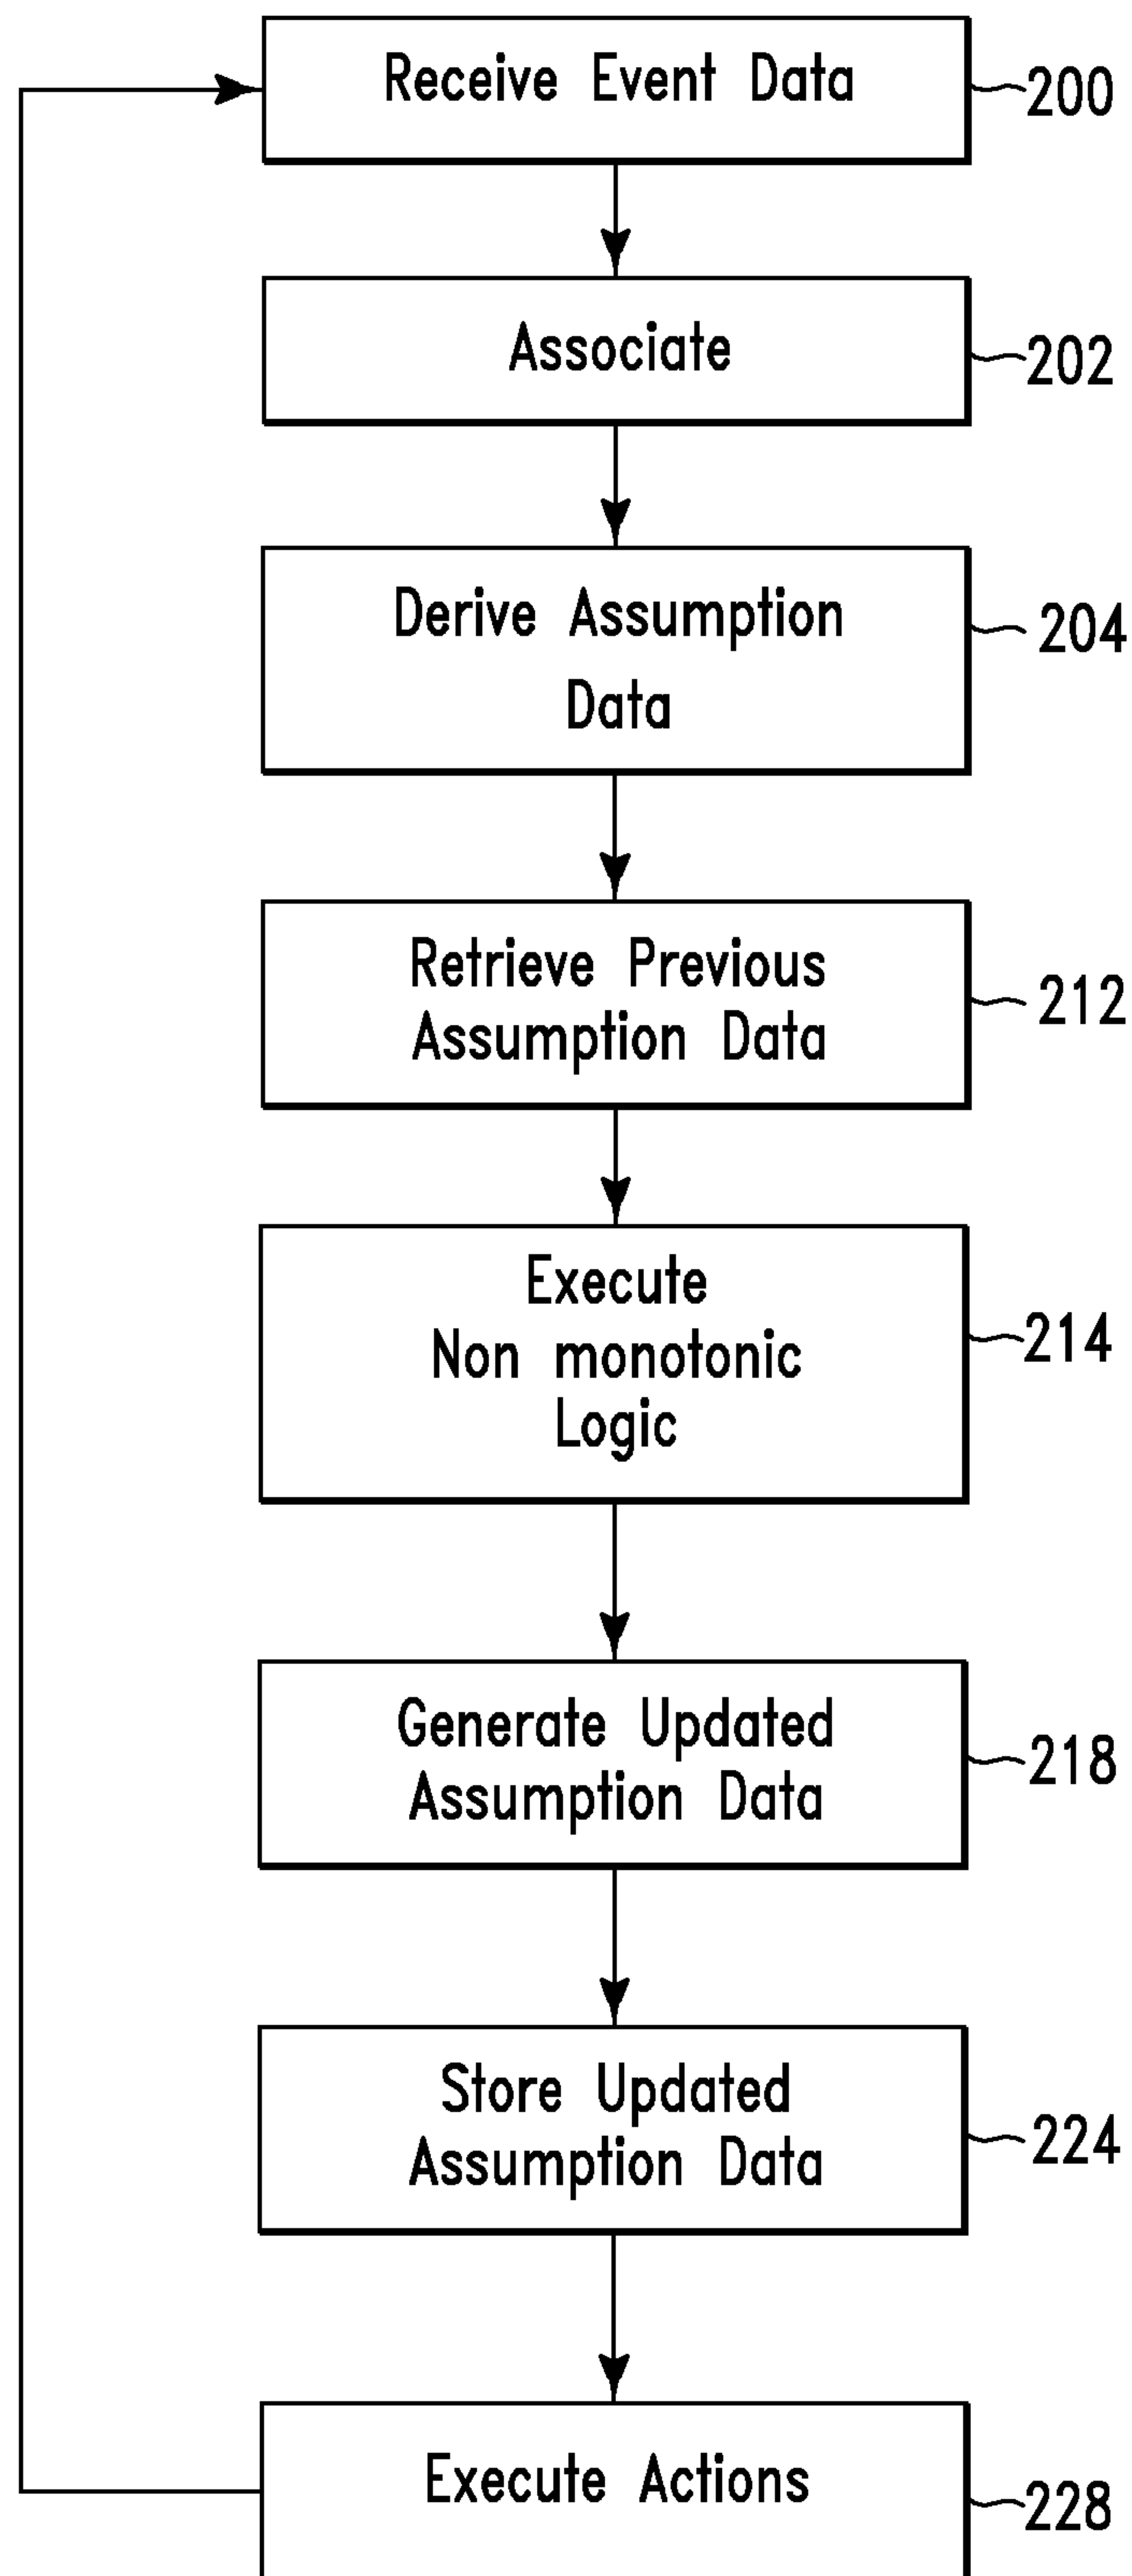 Receive Event Data
200
Associate
202
Derive Assumption
Data
204
Retrieve Previous
Assumption Data
212
Execute
Non monotonic
Logic
214
Generate Updated
Assumption Data
218
Store Updated
Assumption Data
224
Execute Actions
228